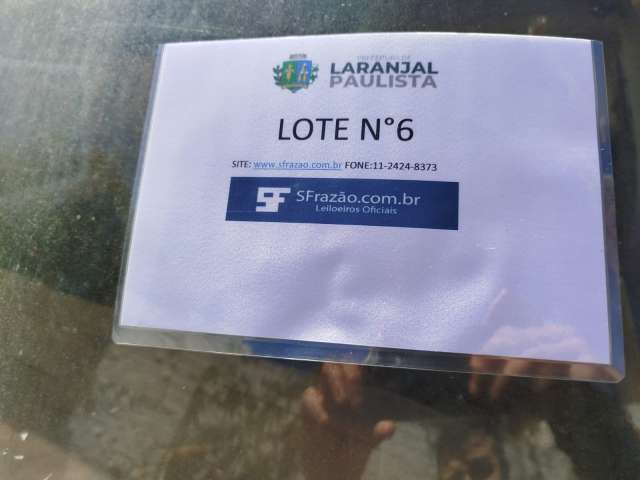 PREFEITURA DE
LARANJAL
PAULISTA
LOTE N°6
SITE: www.sfrazao.com.br FONE:11-2424-8373
SF SFrazão.com.br
Leiloeiros Oficiais